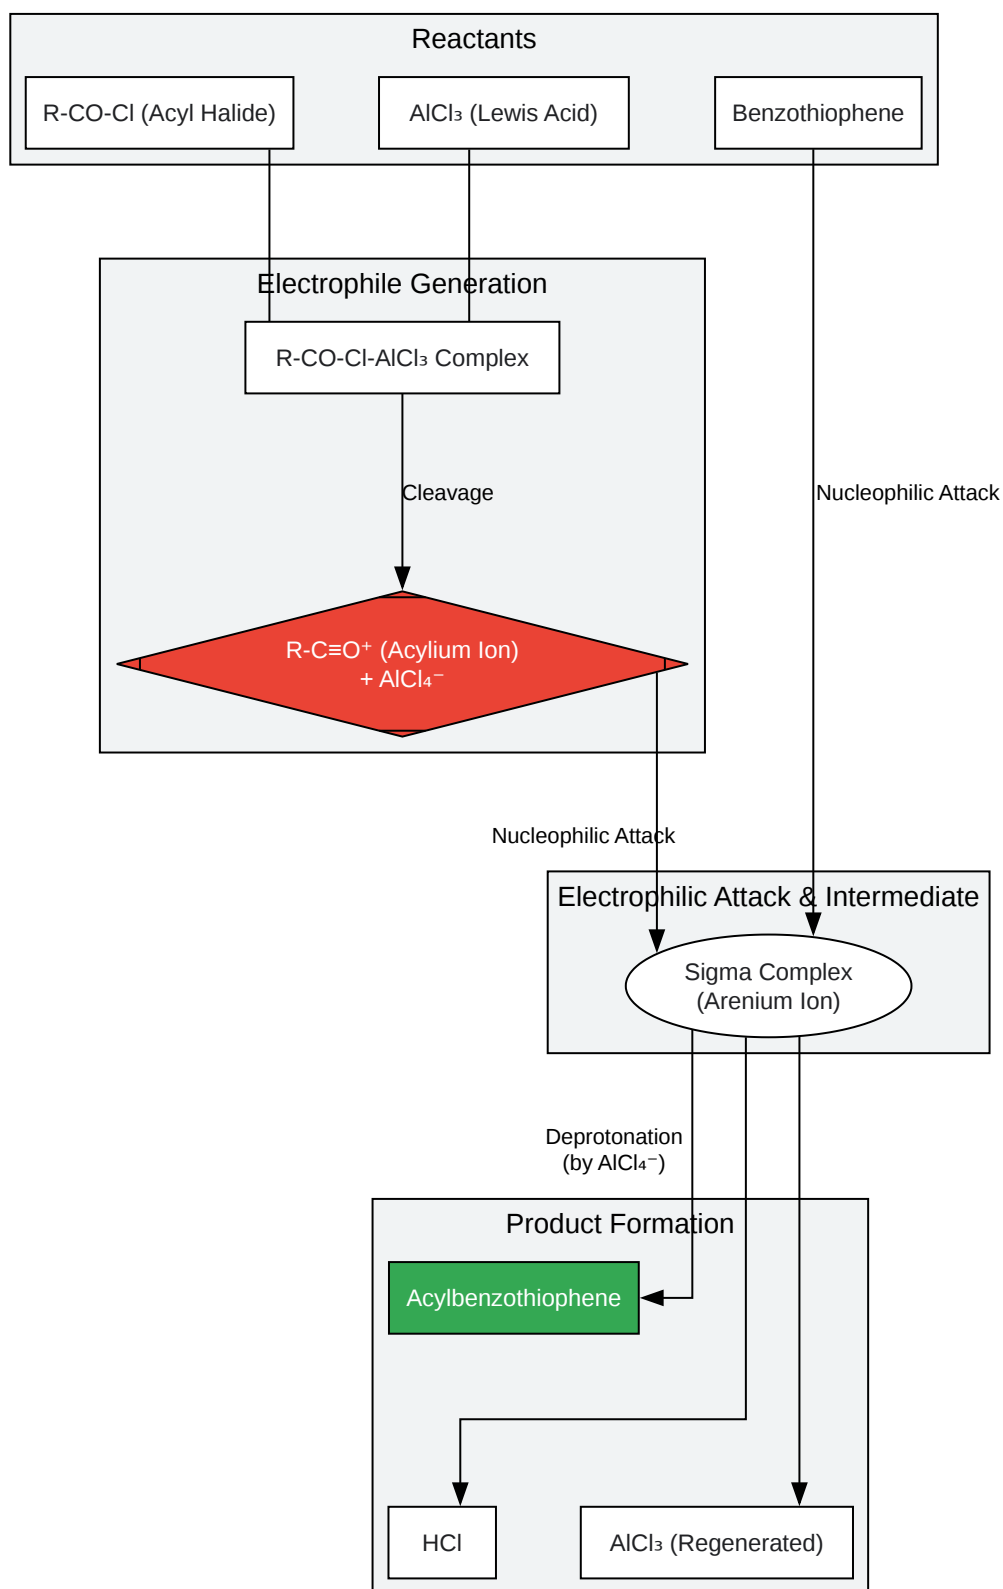 Reactants
R-CO-Cl (Acyl Halide)
AlCl₃ (Lewis Acid)
Benzothiophene
Electrophile Generation
R-CO-Cl-AlCl₃ Complex
Cleavage
Nucleophilic Attack
R-C≡O⁺ (Acylium Ion)
+ AlCl₄⁻
Nucleophilic Attack
Electrophilic Attack & Intermediate
Sigma Complex
(Arenium Ion)
Deprotonation
(by AlCl₄⁻)
Product Formation
Acylbenzothiophene
HCl
AlCl₃ (Regenerated)